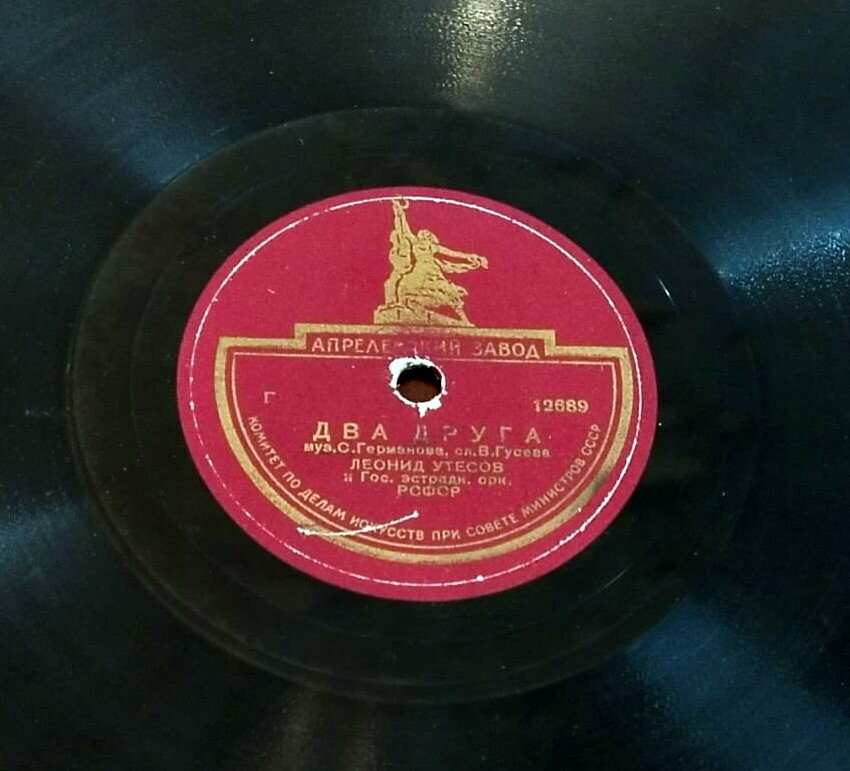 АПРЕЛЕВСКИЙ ЗАВОД
Г
12689
ДВА ДРУГА
муз. С. Германова, сл. В. Гусева
ЛЕОНИД УТЕСОВ
и Гос. эстрадн. орк.
РСФСР
КОМИТЕТ ПО ДЕЛАМ ИСКУССТВ ПРИ СОВЕТЕ МИНИСТРОВ СССР